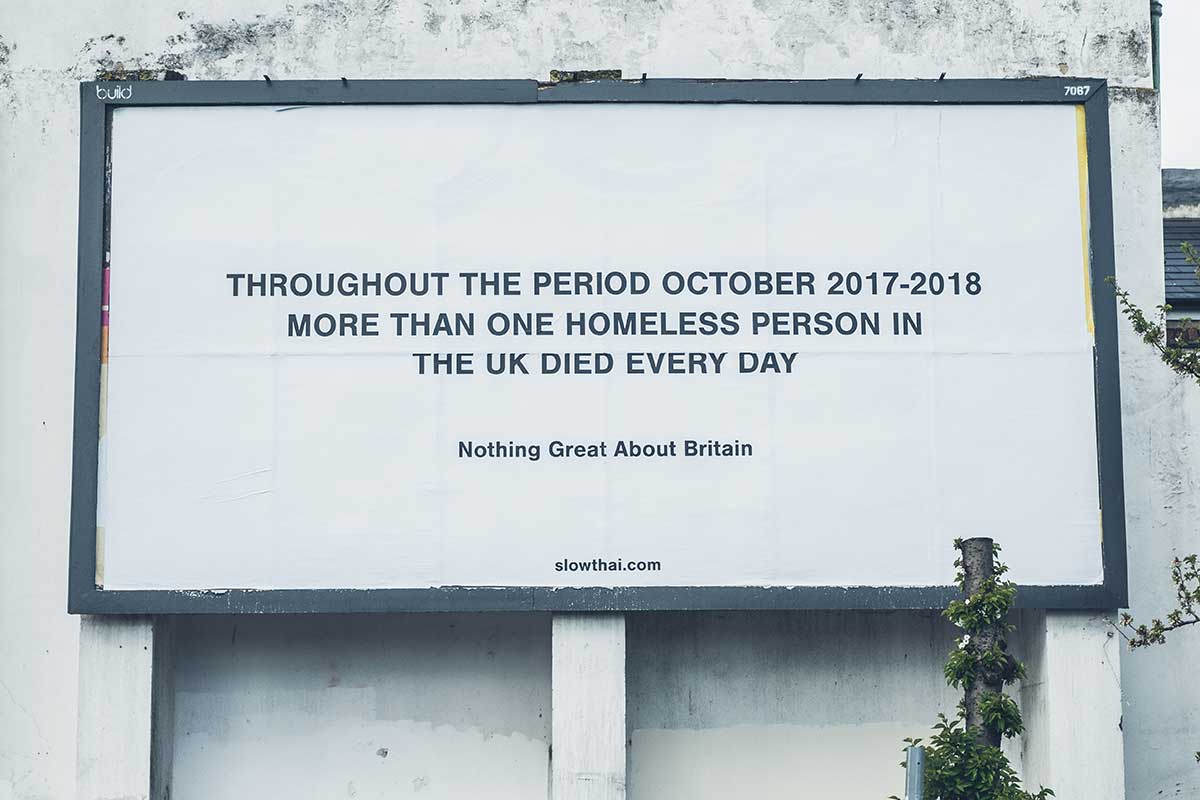 build
7087
THROUGHOUT THE PERIOD OCTOBER 2017-2018
MORE THAN ONE HOMELESS PERSON IN
THE UK DIED EVERY DAY
Nothing Great About Britain
slowthai.com